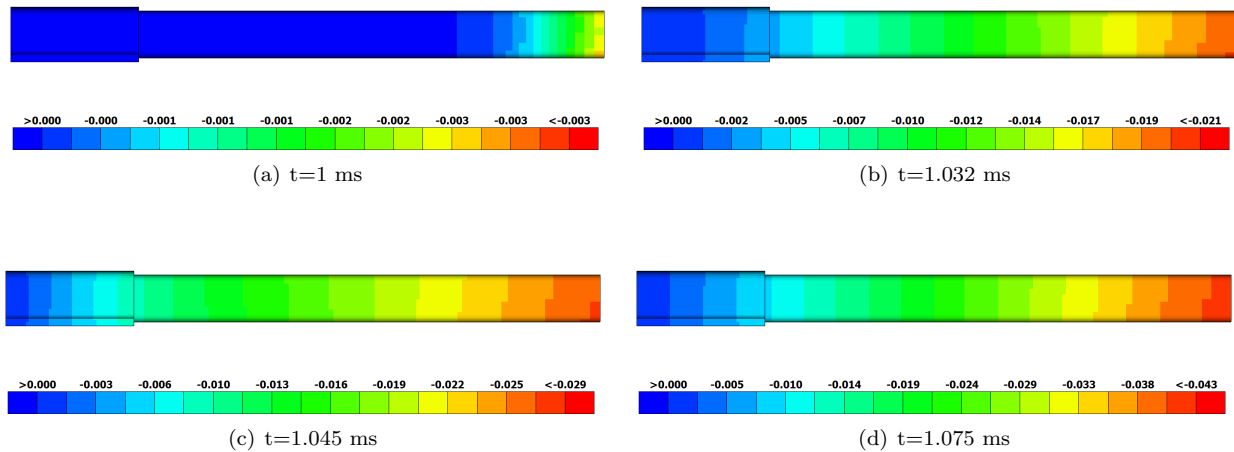 >0.000 -0.000 -0.001 -0.001 -0.001 -0.002 -0.002 -0.003 -0.003 <-0.003
(a) t=1 ms
>0.000 -0.002 -0.005 -0.007 -0.010 -0.012 -0.014 -0.017 -0.019 <-0.021
(b) t=1.032 ms
>0.000 -0.003 -0.006 -0.010 -0.013 -0.016 -0.019 -0.022 -0.025 <-0.029
(c) t=1.045 ms
>0.000 -0.005 -0.010 -0.014 -0.019 -0.024 -0.029 -0.033 -0.038 <-0.043
(d) t=1.075 ms